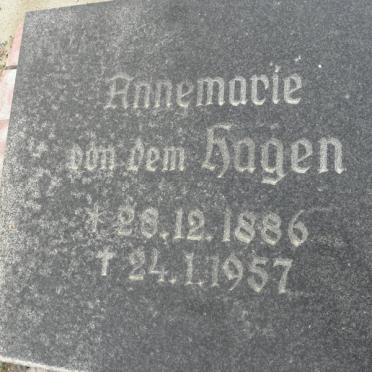 Annemarie
von dem Hagen
* 28.12.1886
† 24.1.1957